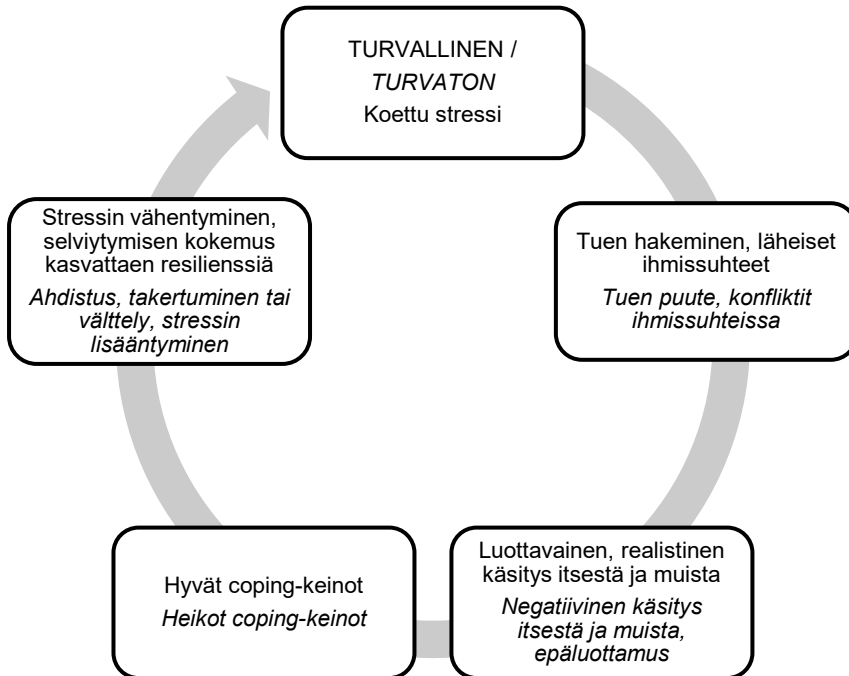 TURVALLINEN /
TURVATON
Koettu stressi
Tuen hakeminen, läheiset
ihmissuhteet
Tuen puute, konfliktit
ihmissuhteissa
Luottavainen, realistinen
käsitys itsestä ja muista
Negatiivinen käsitys
itsestä ja muista,
epäluottamus
Hyvät coping-keinot
Heikot coping-keinot
Stressin vähentyminen,
selviytymisen kokemus
kasvattaen resilienssiä
Ahdistus, takertuminen tai
välttely, stressin
lisääntyminen